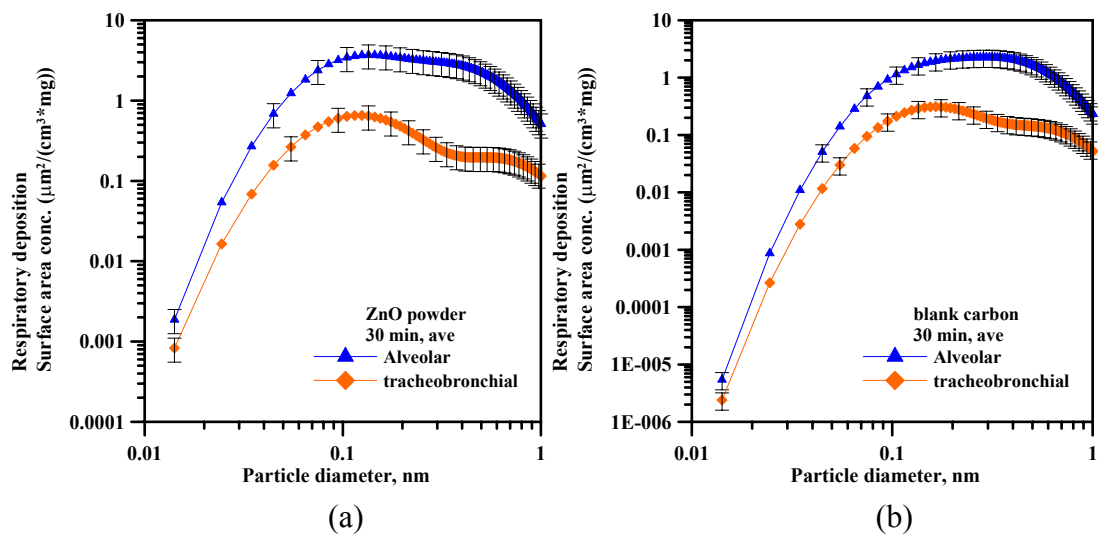 Respiratory deposition
Surface area conc. (μm²/(cm³*mg))
10
1
0.1
0.01
0.001
0.0001
ZnO powder
30 min, ave
Alveolar
tracheobronchial
0.01
0.1
1
Particle diameter, nm
(a)
Respiratory deposition
Surface area conc. (μm²/(cm³*mg))
10
1
0.1
0.01
0.001
0.0001
1E-005
1E-006
blank carbon
30 min, ave
Alveolar
tracheobronchial
0.01
0.1
1
Particle diameter, nm
(b)